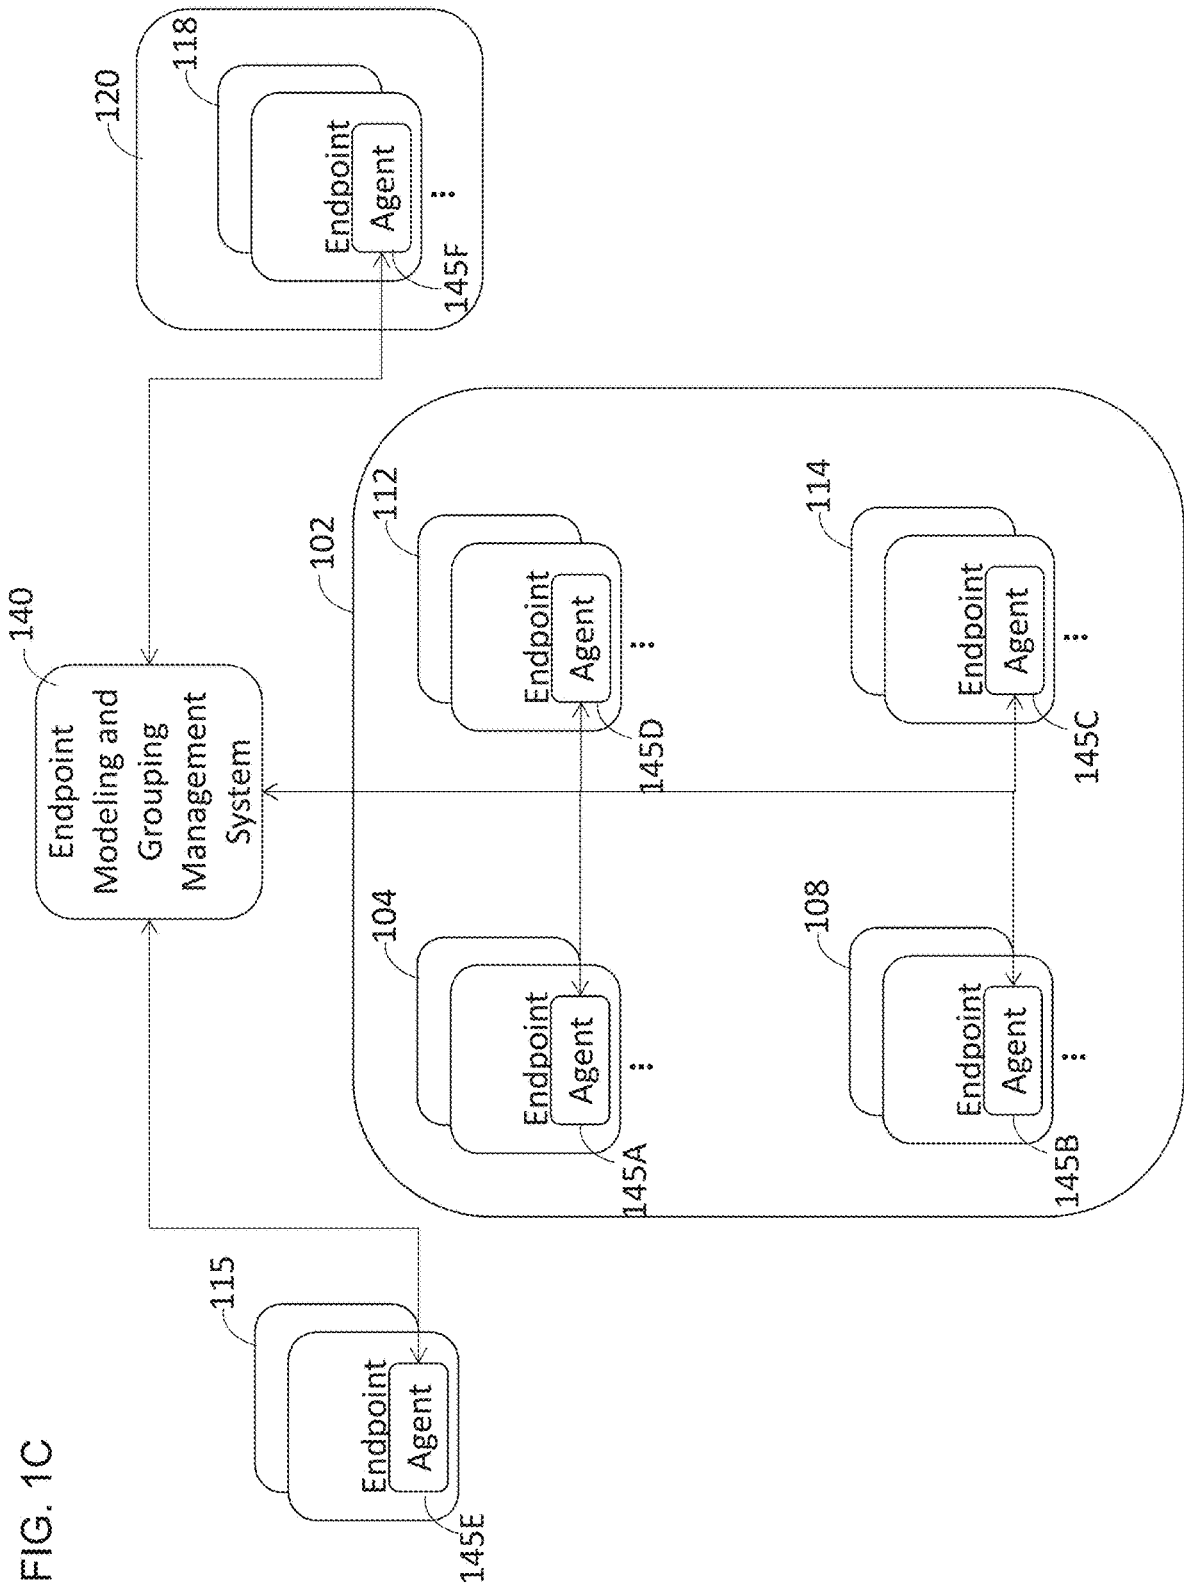 FIG. 1C
140
Endpoint
Modeling and
Grouping
Management
System
115
Endpoint
Agent
145E
102
104
Endpoint
Agent
145A
...
112
Endpoint
Agent
145D
...
108
Endpoint
Agent
145B
...
114
Endpoint
Agent
145C
...
120
118
Endpoint
Agent
145F
...